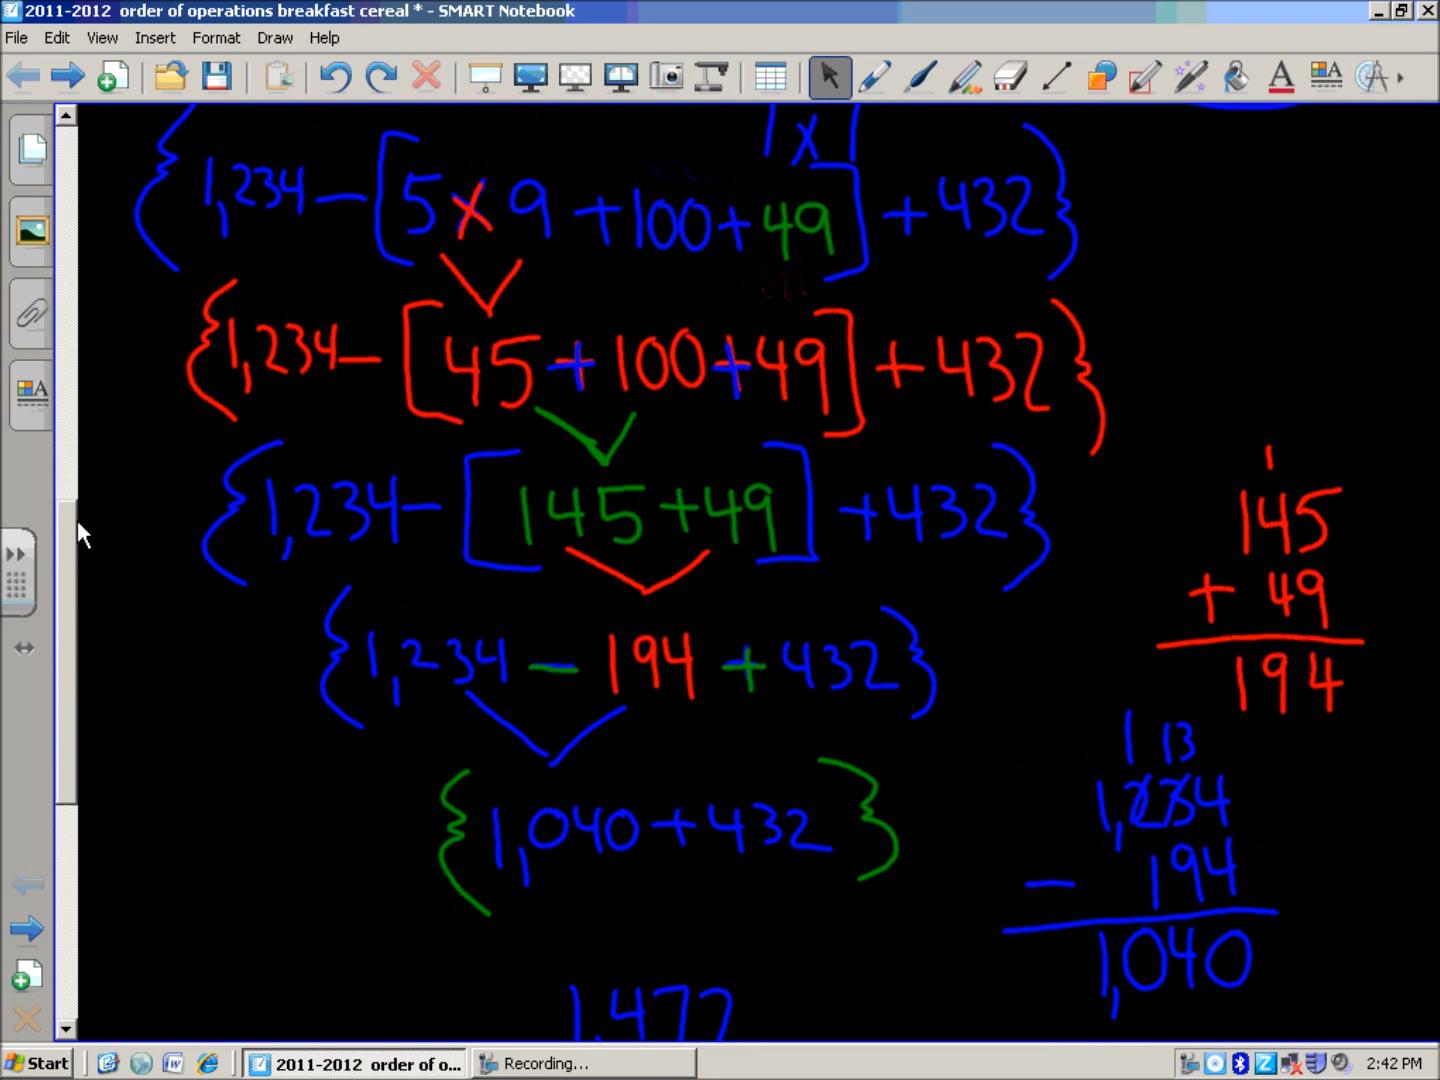 2011-2012 order of operations breakfast cereal * - SMART Notebook
File Edit View Insert Format Draw Help
1 x 1
{1,234 - [5 x 9 + 100 + 49] + 432}
{1,234 - [45 + 100 + 49] + 432}
{1,234 - [145 + 49] + 432}
{1,234 - 194 + 432}
{1,040 + 432}
1
145
+ 49
194
1 13
1,234
- 194
1,040
Start
2011-2012 order of o...
Recording...
2:42 PM